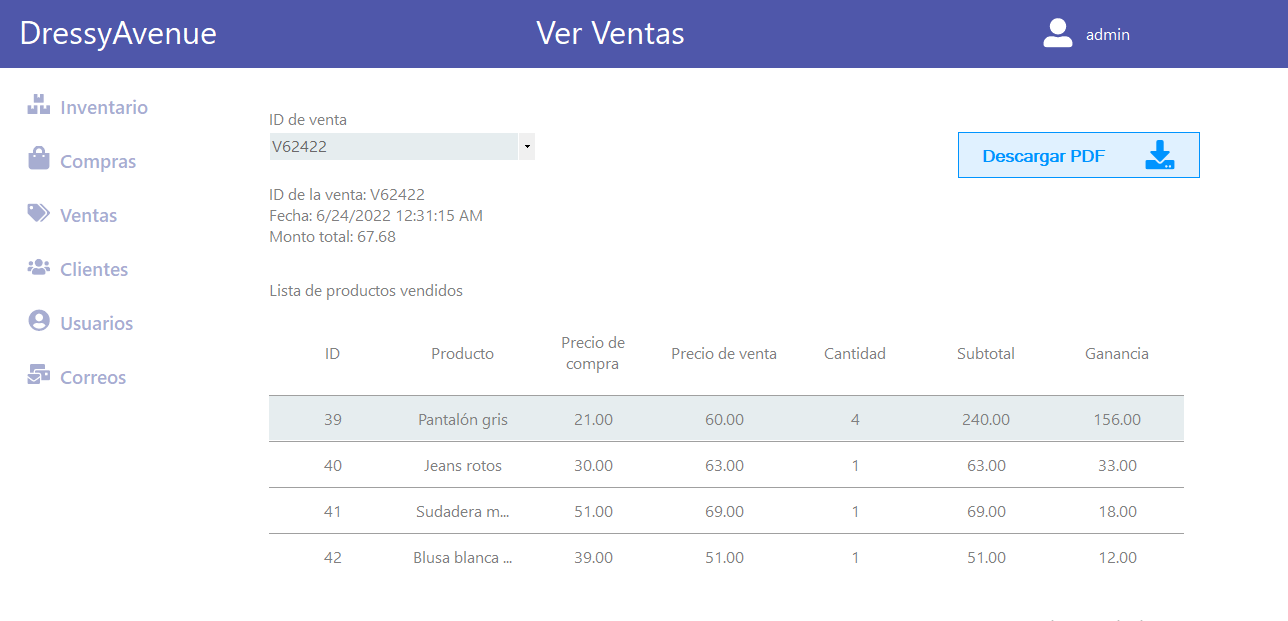 DressyAvenue
Ver Ventas
admin
Inventario
Compras
Ventas
Clientes
Usuarios
Correos
ID de venta
V62422
Descargar PDF
ID de la venta: V62422
Fecha: 6/24/2022 12:31:15 AM
Monto total: 67.68
Lista de productos vendidos
ID Producto Precio de compra Precio de venta Cantidad Subtotal Ganancia
39 Pantalón gris 21.00 60.00 4 240.00 156.00
40 Jeans rotos 30.00 63.00 1 63.00 33.00
41 Sudadera m... 51.00 69.00 1 69.00 18.00
42 Blusa blanca ... 39.00 51.00 1 51.00 12.00